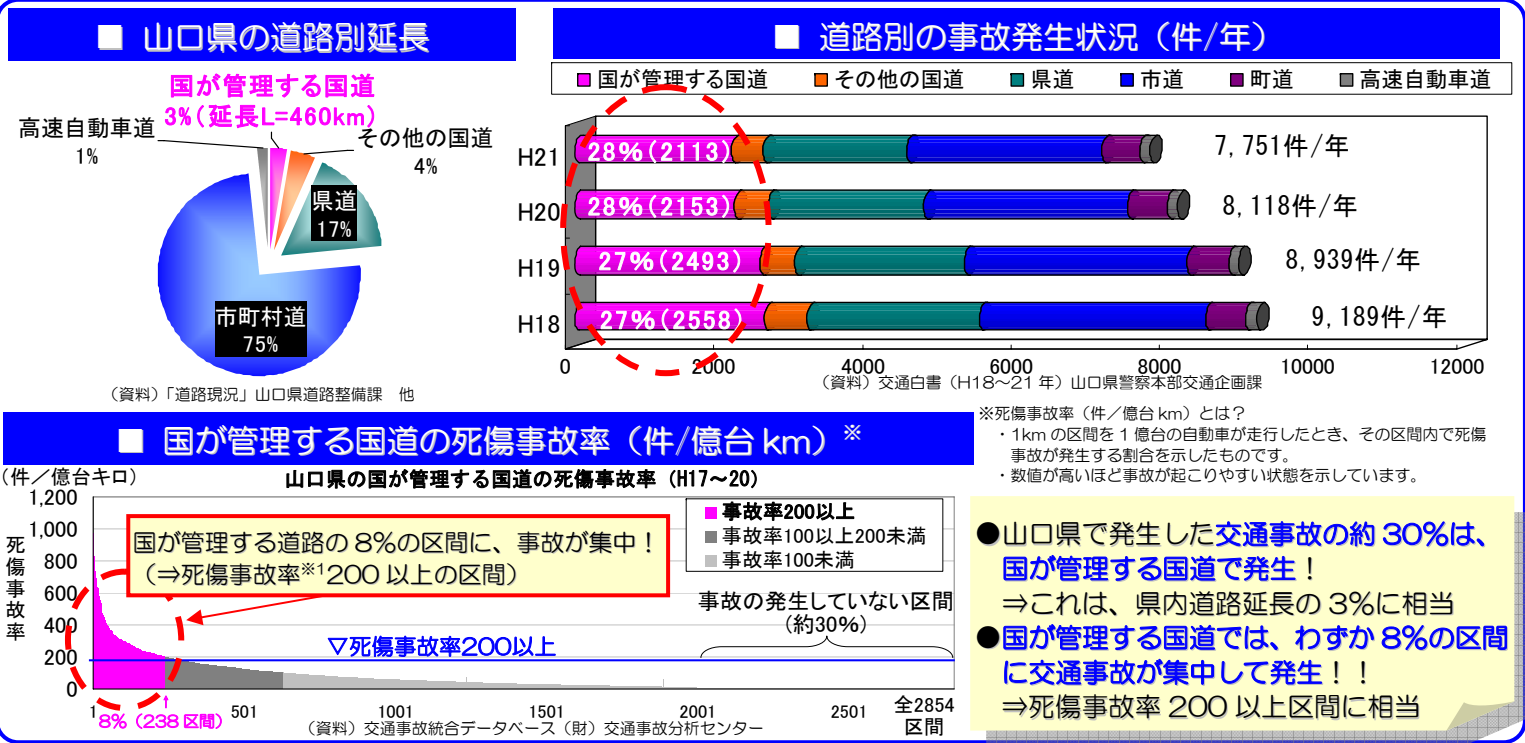 ■ 山口県の道路別延長
国が管理する国道
3%(延長L=460km)
高速自動車道
1%
その他の国道
4%
県道
17%
市町村道
75%
（資料）「道路現況」山口県道路整備課　他
■ 道路別の事故発生状況（件/年）
■国が管理する国道 ■その他の国道 ■県道 ■市道 ■町道 ■高速自動車道
H21 28%(2113) 7,751件/年
H20 28%(2153) 8,118件/年
H19 27%(2493) 8,939件/年
H18 27%(2558) 9,189件/年
0 2000 4000 6000 8000 10000 12000
（資料）交通白書（H18～21年）山口県警察本部交通企画課
■ 国が管理する国道の死傷事故率（件/億台km）※
(件／億台キロ)
山口県の国が管理する国道の死傷事故率（H17～20）
死傷事故率
1,200
1,000
800
600
400
200
0
国が管理する道路の8%の区間に、事故が集中！
（⇒死傷事故率※1200以上の区間）
■事故率200以上
■事故率100以上200未満
■事故率100未満
事故の発生していない区間
(約30%)
▽死傷事故率200以上
1 501 1001 1501 2001 2501 全2854
区間
↑
8%（238区間）
（資料）交通事故統合データベース（財）交通事故分析センター
※死傷事故率（件／億台km）とは？
・1kmの区間を1億台の自動車が走行したとき、その区間内で死傷
事故が発生する割合を示したものです。
・数値が高いほど事故が起こりやすい状態を示しています。
●山口県で発生した交通事故の約30%は、
国が管理する国道で発生！
⇒これは、県内道路延長の3%に相当
●国が管理する国道では、わずか8%の区間
に交通事故が集中して発生！！
⇒死傷事故率200以上区間に相当